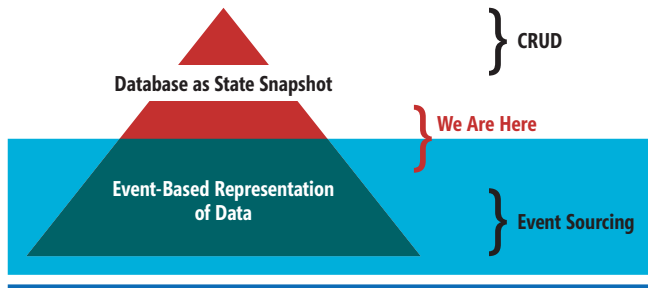 CRUD
Database as State Snapshot
We Are Here
Event-Based Representation
of Data
Event Sourcing